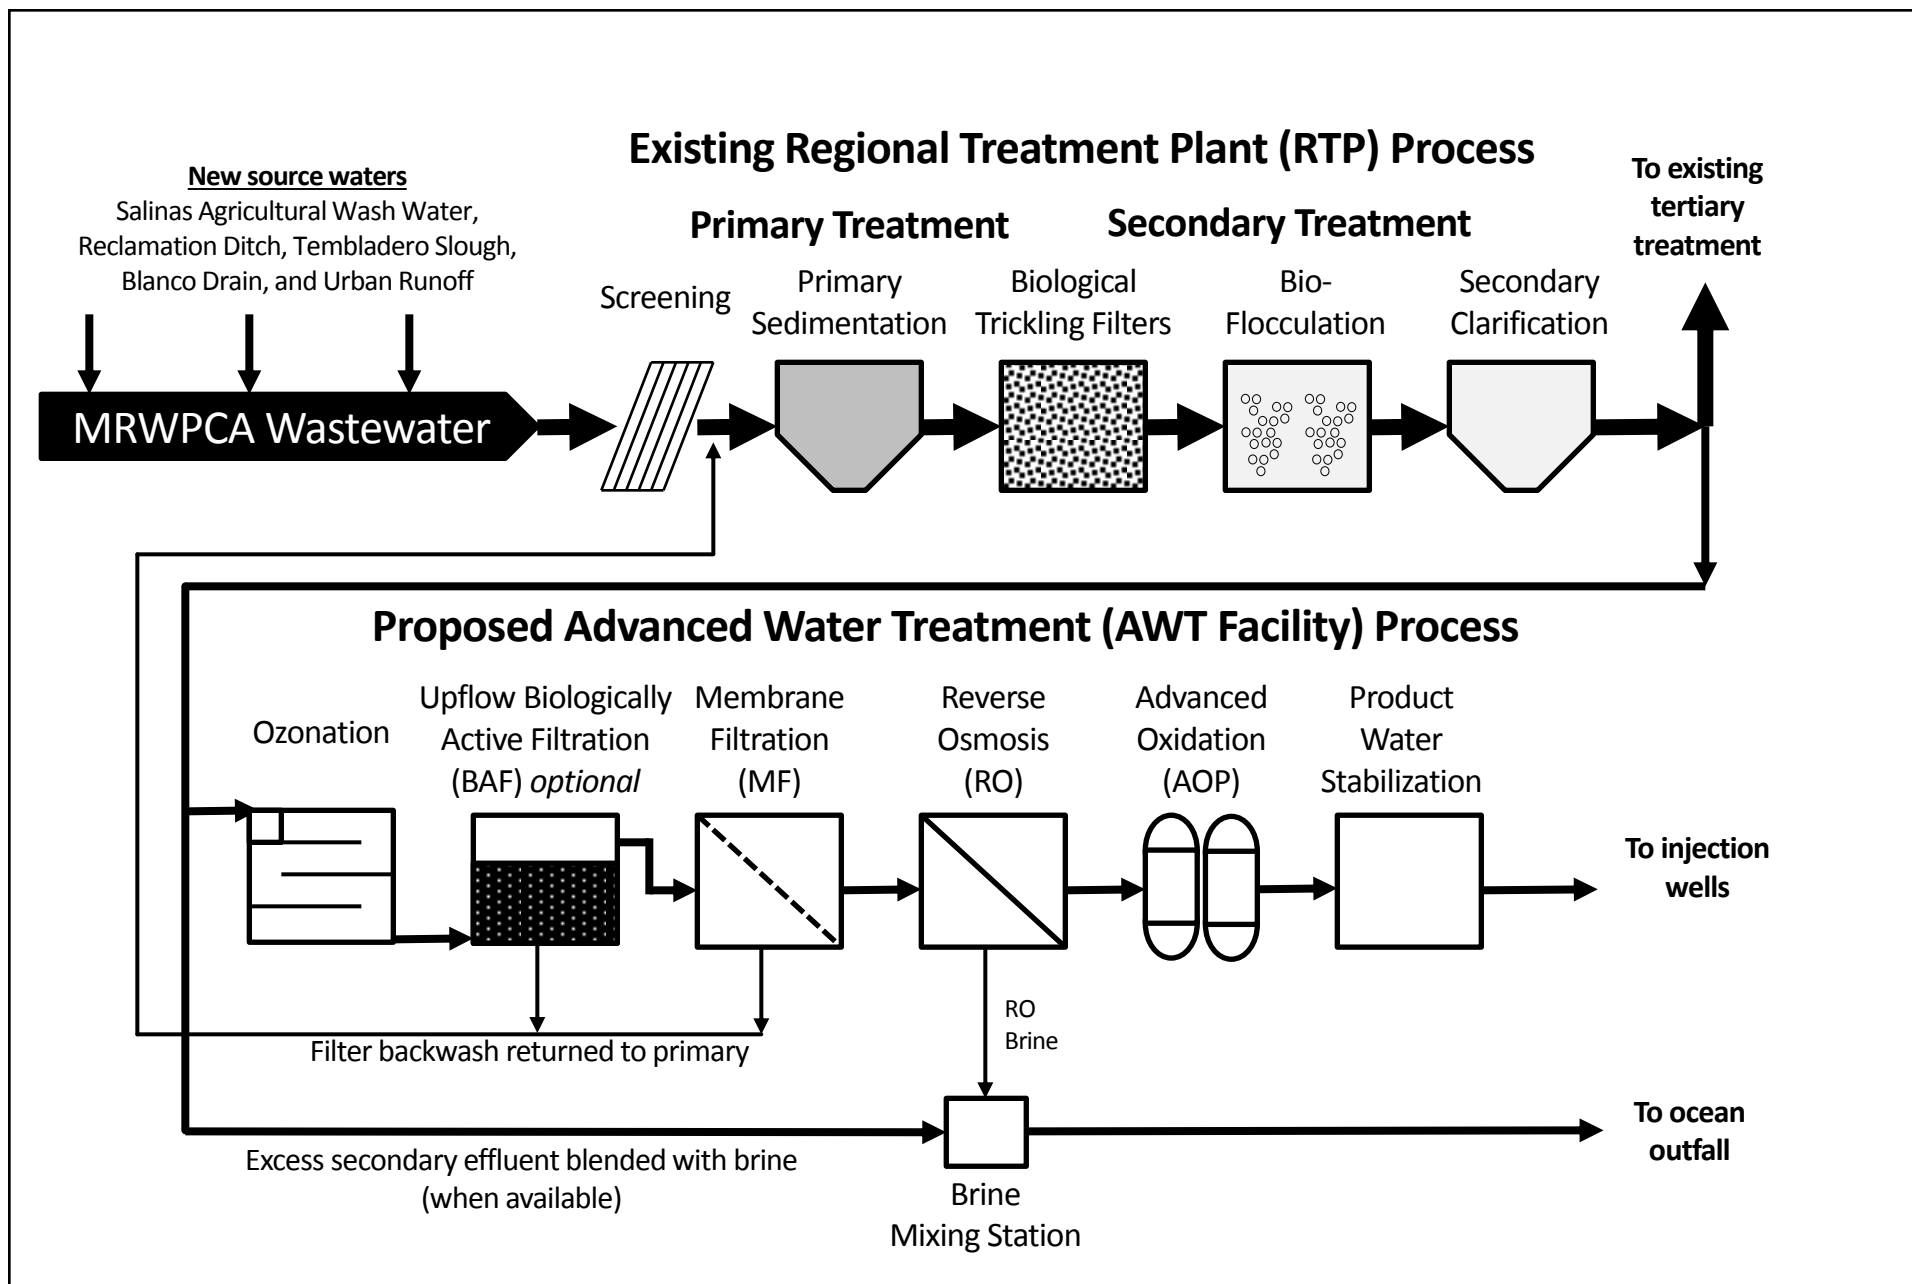 Existing Regional Treatment Plant (RTP) Process
New source waters
Salinas Agricultural Wash Water,
Reclamation Ditch, Tembladero Slough,
Blanco Drain, and Urban Runoff
To existing
tertiary
treatment
Primary Treatment
Secondary Treatment
Screening
Primary
Sedimentation
Biological
Trickling Filters
Bio-
Flocculation
Secondary
Clarification
MRWPCA Wastewater
Proposed Advanced Water Treatment (AWT Facility) Process
Ozonation
Upflow Biologically
Active Filtration
(BAF) optional
Membrane
Filtration
(MF)
Reverse
Osmosis
(RO)
Advanced
Oxidation
(AOP)
Product
Water
Stabilization
To injection
wells
RO
Brine
Filter backwash returned to primary
To ocean
outfall
Excess secondary effluent blended with brine
(when available)
Brine
Mixing Station